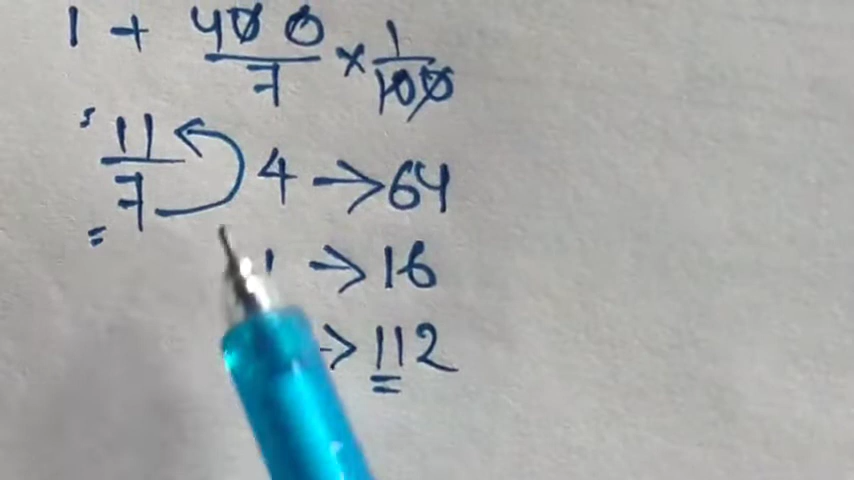 1 + 400/7 × 1/100
s 11/7 4 → 64
= 1 → 16
→ 112